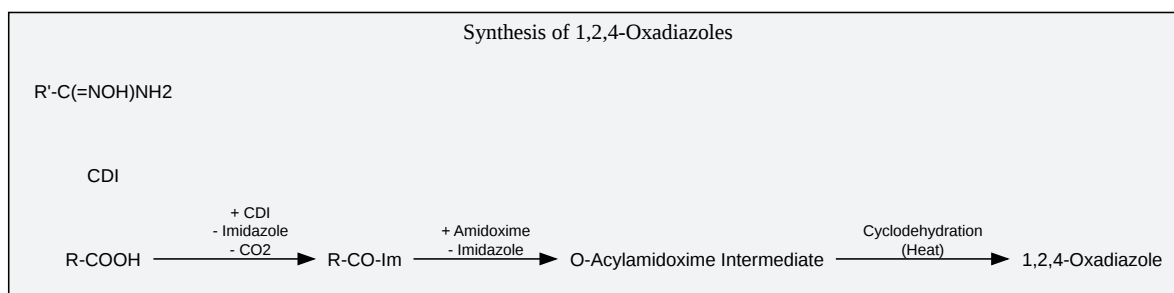 Synthesis of 1,2,4-Oxadiazoles
R'-C(=NOH)NH2
CDI
+ CDI
- Imidazole
- CO2
+ Amidoxime
- Imidazole
Cyclodehydration
(Heat)
R-COOH
R-CO-Im
O-Acylamidoxime Intermediate
1,2,4-Oxadiazole